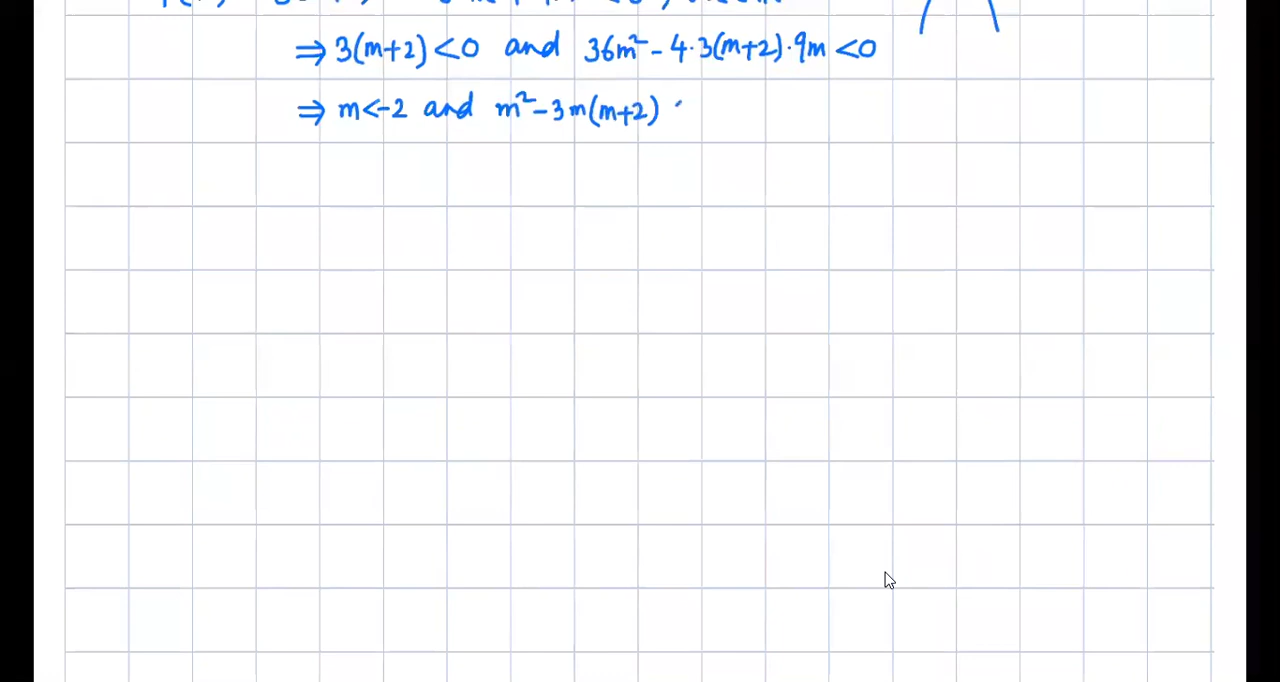 ⇒ 3(m+2) <0 and 36m² - 4·3(m+2)·9m <0
⇒ m<-2 and m² - 3m(m+2)